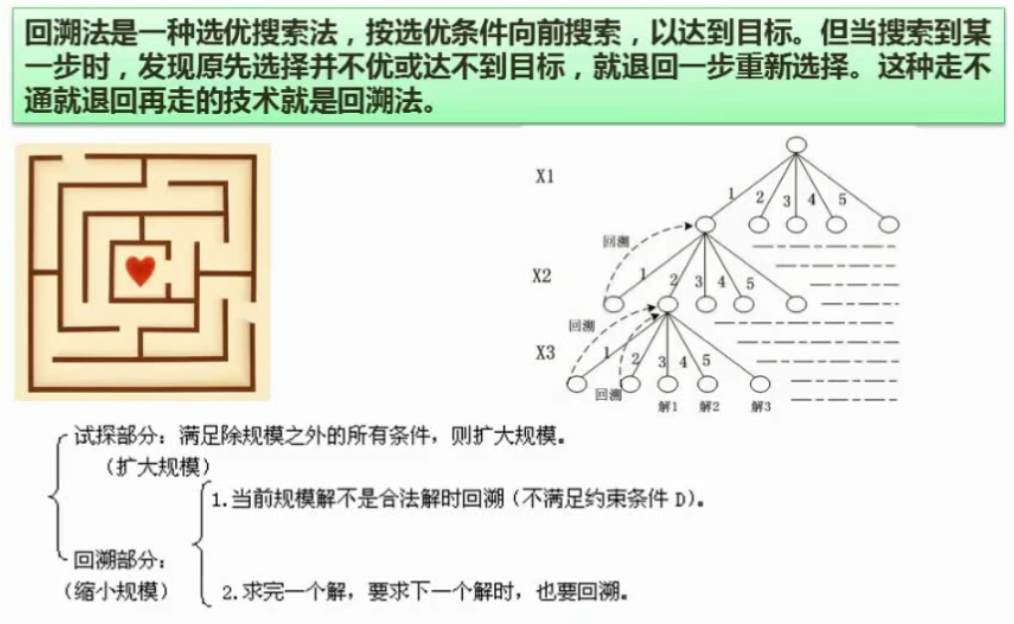 回溯法是一种选优搜索法，按选优条件向前搜索，以达到目标。但当搜索到某
一步时，发现原先选择并不优或达不到目标，就退回一步重新选择。这种走不
通就退回再走的技术就是回溯法。
X1
1 2 3 4 5
回溯
X2
1 2 3 4 5
回溯
X3
1 2 3 4 5
回溯
解1 解2 解3
试探部分：满足除规模之外的所有条件，则扩大规模。
（扩大规模）
1.当前规模解不是合法解时回溯（不满足约束条件 D）。
回溯部分：
（缩小规模） 2.求完一个解，要求下一个解时，也要回溯。